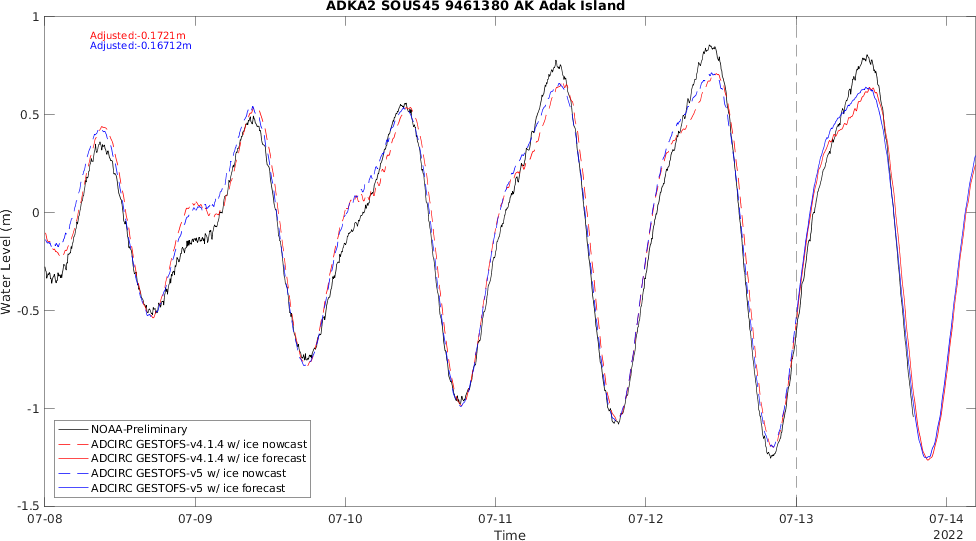 ADKA2 SOUS45 9461380 AK Adak Island
Adjusted:-0.1721m
Adjusted:-0.16712m
1
0.5
0
-0.5
-1
-1.5
Water Level (m)
NOAA-Preliminary
ADCIRC GESTOFS-v4.1.4 w/ ice nowcast
ADCIRC GESTOFS-v4.1.4 w/ ice forecast
ADCIRC GESTOFS-v5 w/ ice nowcast
ADCIRC GESTOFS-v5 w/ ice forecast
07-08 07-09 07-10 07-11 07-12 07-13 07-14
Time
2022